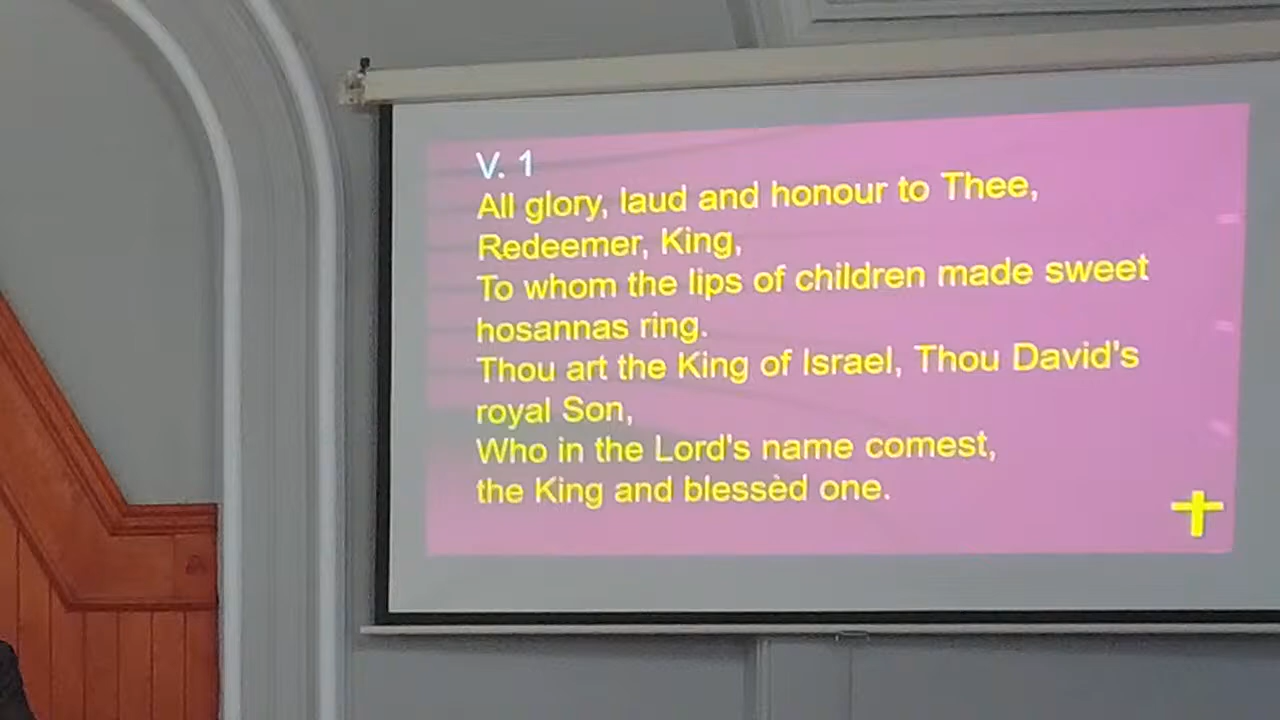 V. 1
All glory, laud and honour to Thee,
Redeemer, King,
To whom the lips of children made sweet
hosannas ring.
Thou art the King of Israel, Thou David's
royal Son,
Who in the Lord's name comest,
the King and blessèd one.